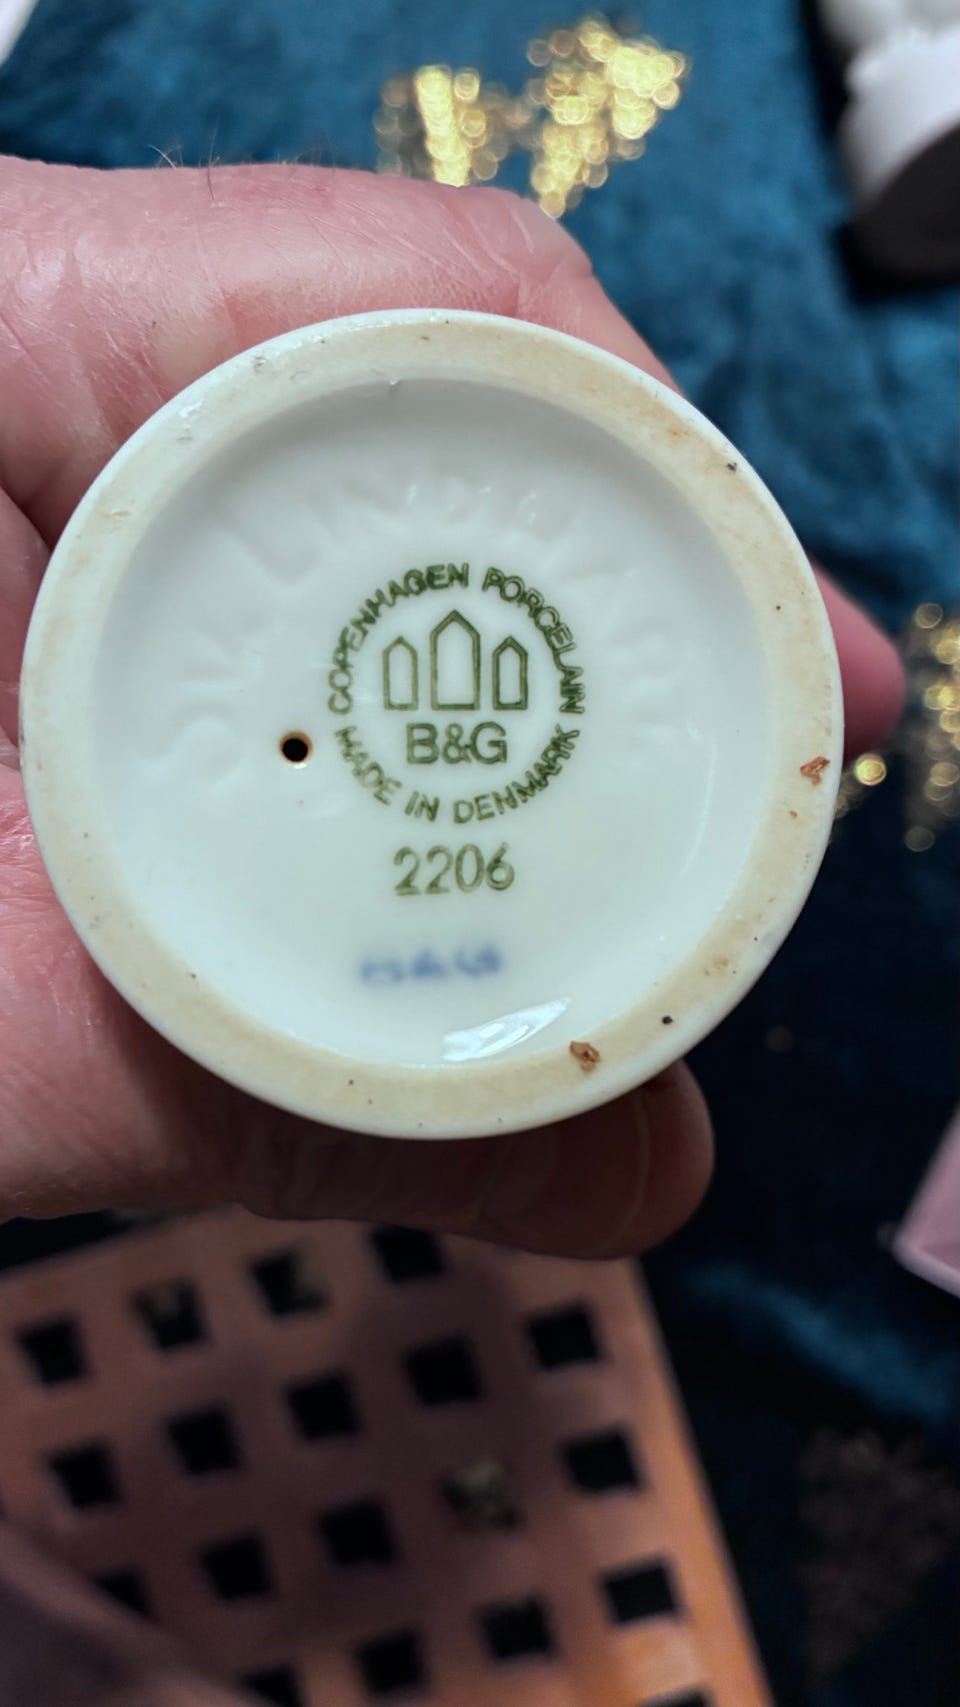 COPENHAGEN PORCELAIN
B&G
MADE IN DENMARK
2206